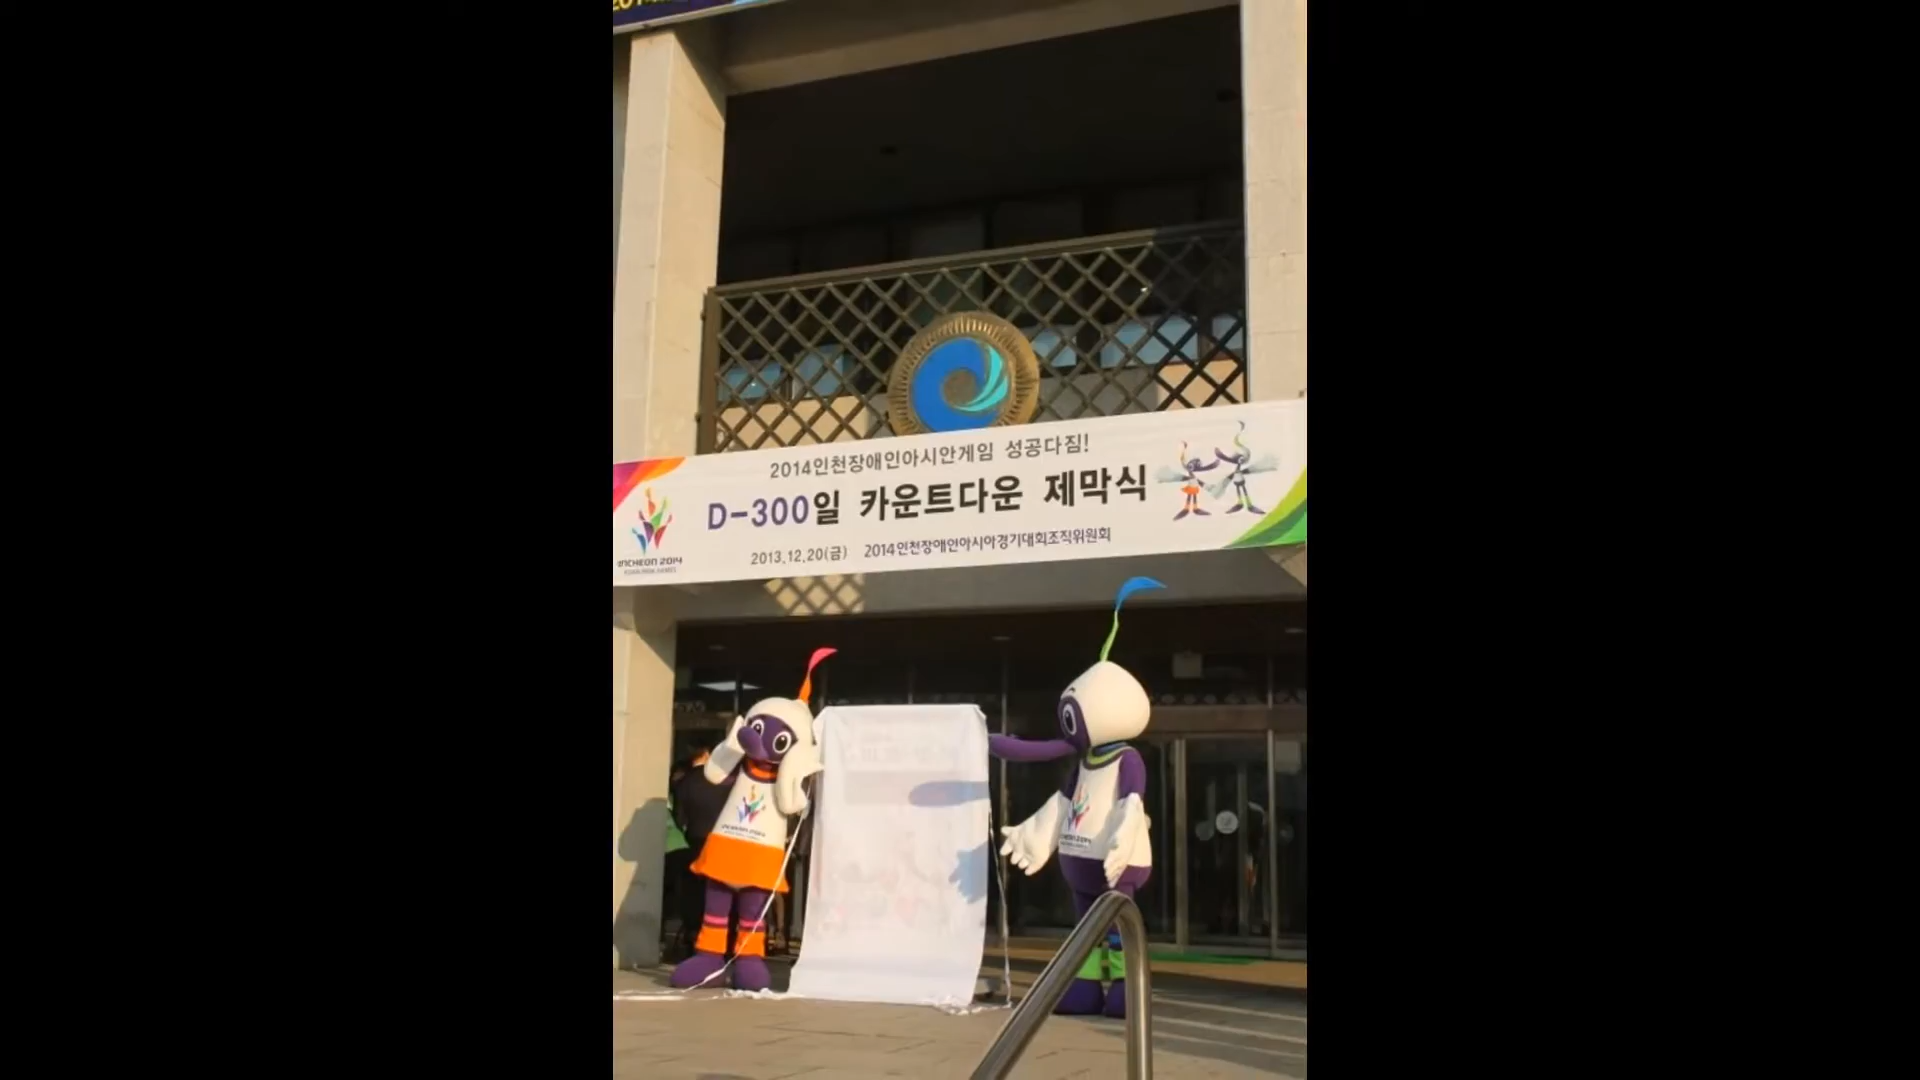 2014인천장애인아시안게임 성공다짐!
D-300일 카운트다운 제막식
2013.12.20(금) 2014인천장애인아시아경기대회조직위원회
INCHEON 2014